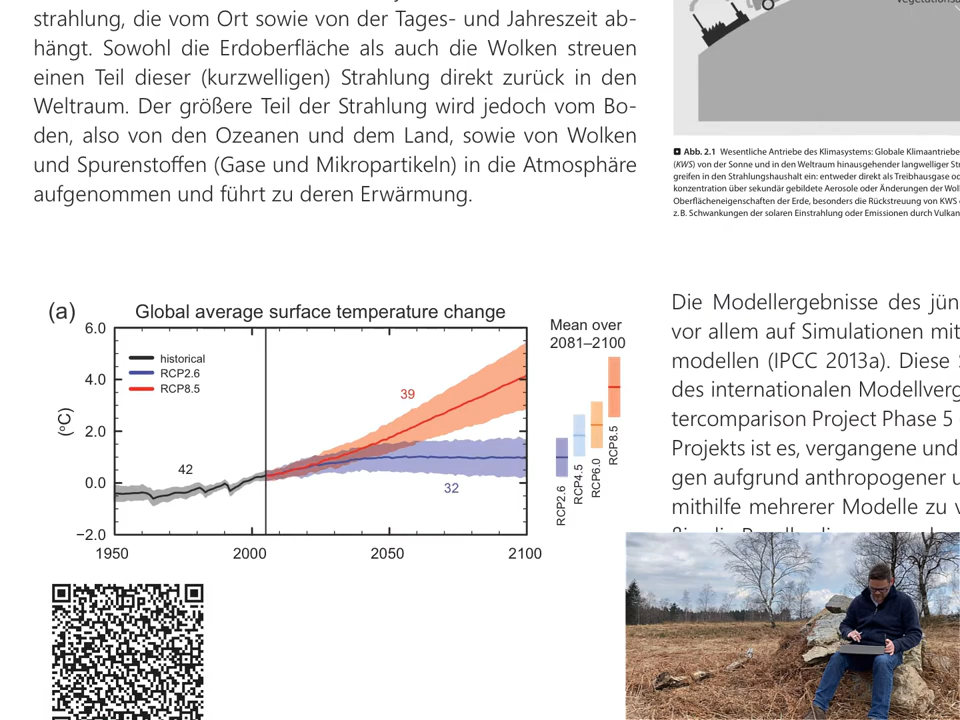 strahlung, die vom Ort sowie von der Tages- und Jahreszeit ab-
hängt. Sowohl die Erdoberfläche als auch die Wolken streuen
einen Teil dieser (kurzwelligen) Strahlung direkt zurück in den
Weltraum. Der größere Teil der Strahlung wird jedoch vom Bo-
den, also von den Ozeanen und dem Land, sowie von Wolken
und Spurenstoffen (Gase und Mikropartikeln) in die Atmosphäre
aufgenommen und führt zu deren Erwärmung.
Abb. 2.1 Wesentliche Antriebe des Klimasystems: Globale Klimaantriebe
(KWS) von der Sonne und in den Weltraum hinausgehender langwelliger
greifen in den Strahlungshaushalt ein: entweder direkt als Treibhausgase
konzentration über sekundär gebildete Aerosole oder Änderungen der
Oberflächeneigenschaften der Erde, besonders die Rückstreuung von KWS
z.B. Schwankungen der solaren Einstrahlung oder Emissionen durch
(a) Global average surface temperature change
6.0
4.0
2.0
0.0
−2.0
(°C)
historical
RCP2.6
RCP8.5
42
39
32
1950 2000 2050 2100
Mean over
2081–2100
RCP2.6
RCP4.5
RCP6.0
RCP8.5
Die Modellergebnisse des
vor allem auf Simulationen mit
modellen (IPCC 2013a). Diese
des internationalen
tercomparison Project Phase 5
Projekts ist es, vergangene und
gen aufgrund anthropogener
mithilfe mehrerer Modelle zu